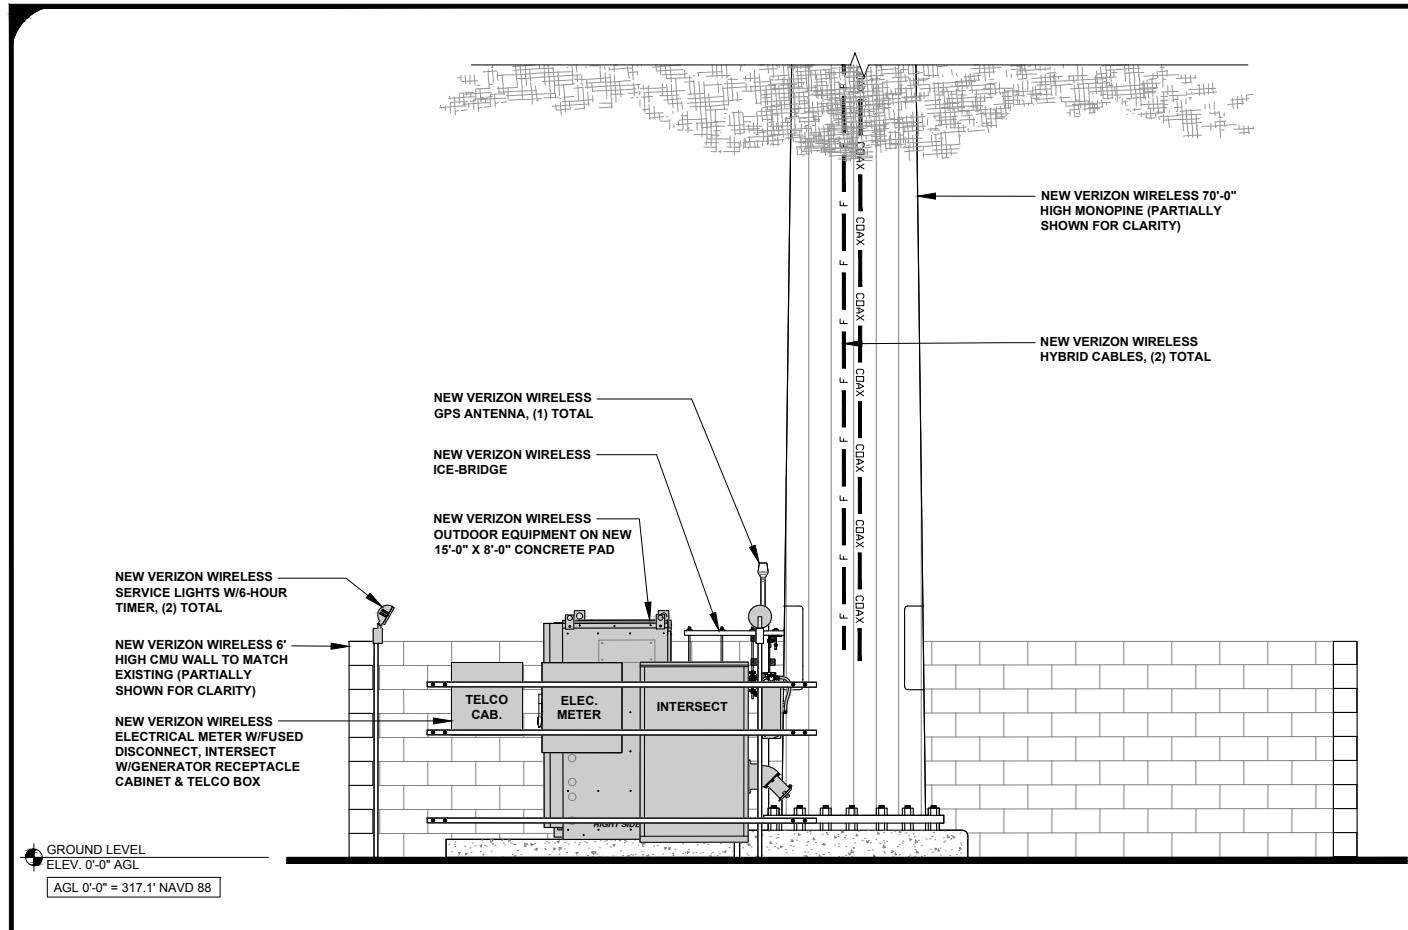 NEW VERIZON WIRELESS 70'-0"
HIGH MONOPINE (PARTIALLY
SHOWN FOR CLARITY)
NEW VERIZON WIRELESS
HYBRID CABLES, (2) TOTAL
NEW VERIZON WIRELESS
GPS ANTENNA, (1) TOTAL
NEW VERIZON WIRELESS
ICE-BRIDGE
NEW VERIZON WIRELESS
OUTDOOR EQUIPMENT ON NEW
15'-0" X 8'-0" CONCRETE PAD
NEW VERIZON WIRELESS
SERVICE LIGHTS W/6-HOUR
TIMER, (2) TOTAL
NEW VERIZON WIRELESS 6'
HIGH CMU WALL TO MATCH
EXISTING (PARTIALLY
SHOWN FOR CLARITY)
NEW VERIZON WIRELESS
ELECTRICAL METER W/FUSED
DISCONNECT, INTERSECT
W/GENERATOR RECEPTACLE
CABINET & TELCO BOX
TELCO
CAB.
ELEC.
METER
INTERSECT
RIGHT SIDE
COAX
COAX
COAX
COAX
COAX
COAX
COAX
COAX
F
F
F
F
F
F
F
F
F
F
GROUND LEVEL
ELEV. 0'-0" AGL
AGL 0'-0" = 317.1' NAVD 88